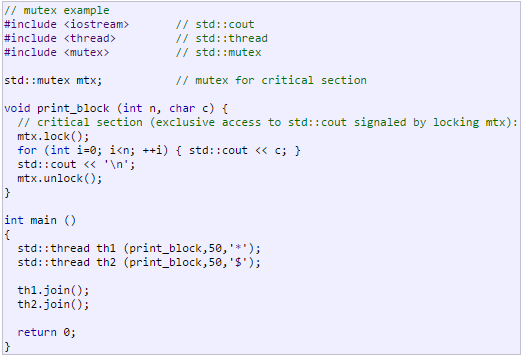 // mutex example
#include <iostream>       // std::cout
#include <thread>         // std::thread
#include <mutex>          // std::mutex

std::mutex mtx;           // mutex for critical section

void print_block (int n, char c) {
  // critical section (exclusive access to std::cout signaled by locking mtx):
  mtx.lock();
  for (int i=0; i<n; ++i) { std::cout << c; }
  std::cout << '\n';
  mtx.unlock();
}

int main ()
{
  std::thread th1 (print_block,50,'*');
  std::thread th2 (print_block,50,'$');

  th1.join();
  th2.join();

  return 0;
}